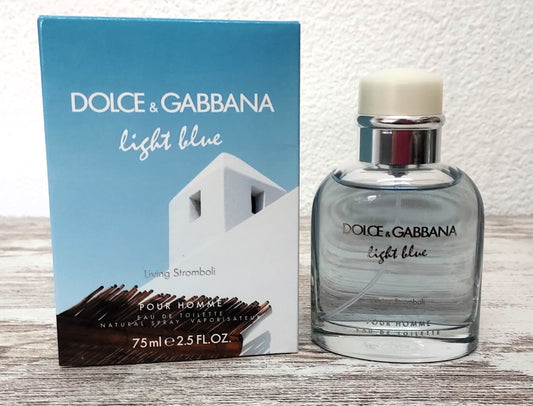 DOLCE & GABBANA
light blue
Living Stromboli
POUR HOMME
EAU DE TOILETTE
NATURAL SPRAY VAPORISATEUR
75ml e 2.5 FL.OZ.
DOLCE & GABBANA
light blue
Living Stromboli
POUR HOMME
EAU DE TOILETTE